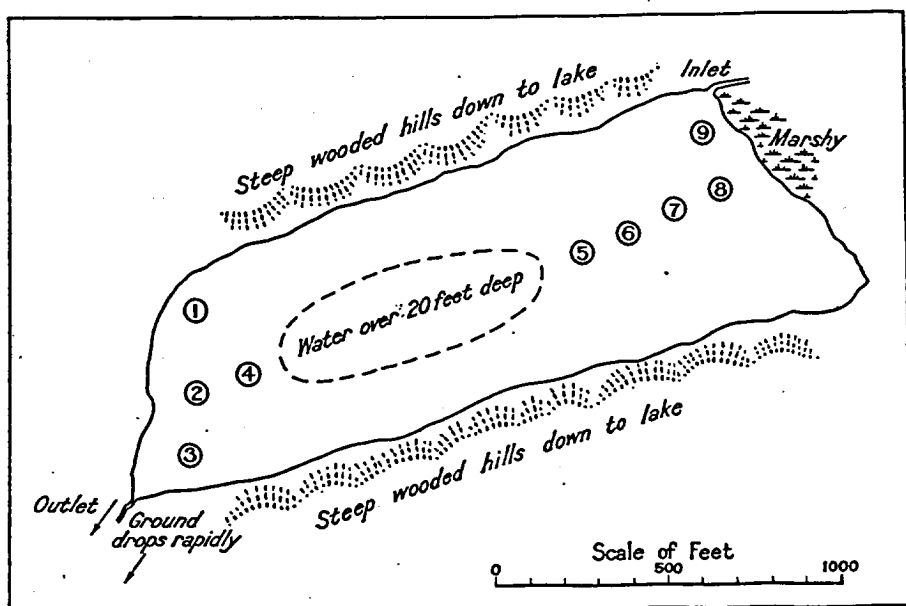 Steep wooded hills down to lake
Inlet
Marshy
9
8
7
6
5
Water over 20 feet deep
1
4
2
3
Steep wooded hills down to lake
Outlet
Ground
drops rapidly
Scale of Feet
0 500 1000